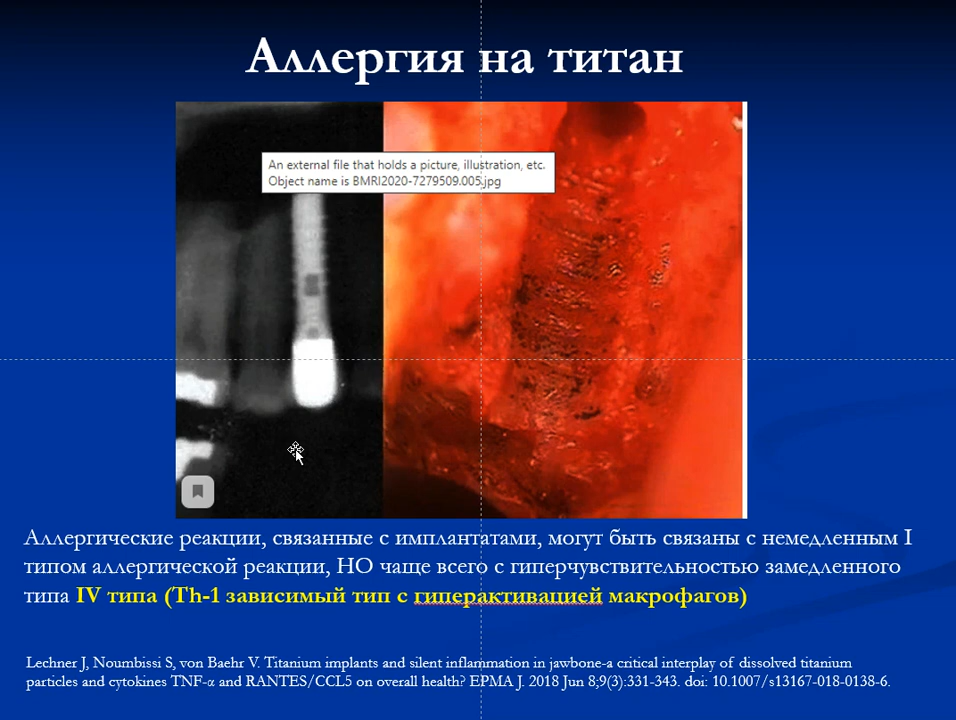 Аллергия на титан
An external file that holds a picture, illustration, etc.
Object name is BMRI2020-7279509.005.jpg
Аллергические реакции, связанные с имплантатами, могут быть связаны с немедленным I
типом аллергической реакции, НО чаще всего с гиперчувствительностью замедленного
типа IV типа (Th-1 зависимый тип с гиперактивацией макрофагов)
Lechner J, Noumbissi S, von Baehr V. Titanium implants and silent inflammation in jawbone-a critical interplay of dissolved titanium
particles and cytokines TNF-α and RANTES/CCL5 on overall health? EPMA J. 2018 Jun 8;9(3):331-343. doi: 10.1007/s13167-018-0138-6.